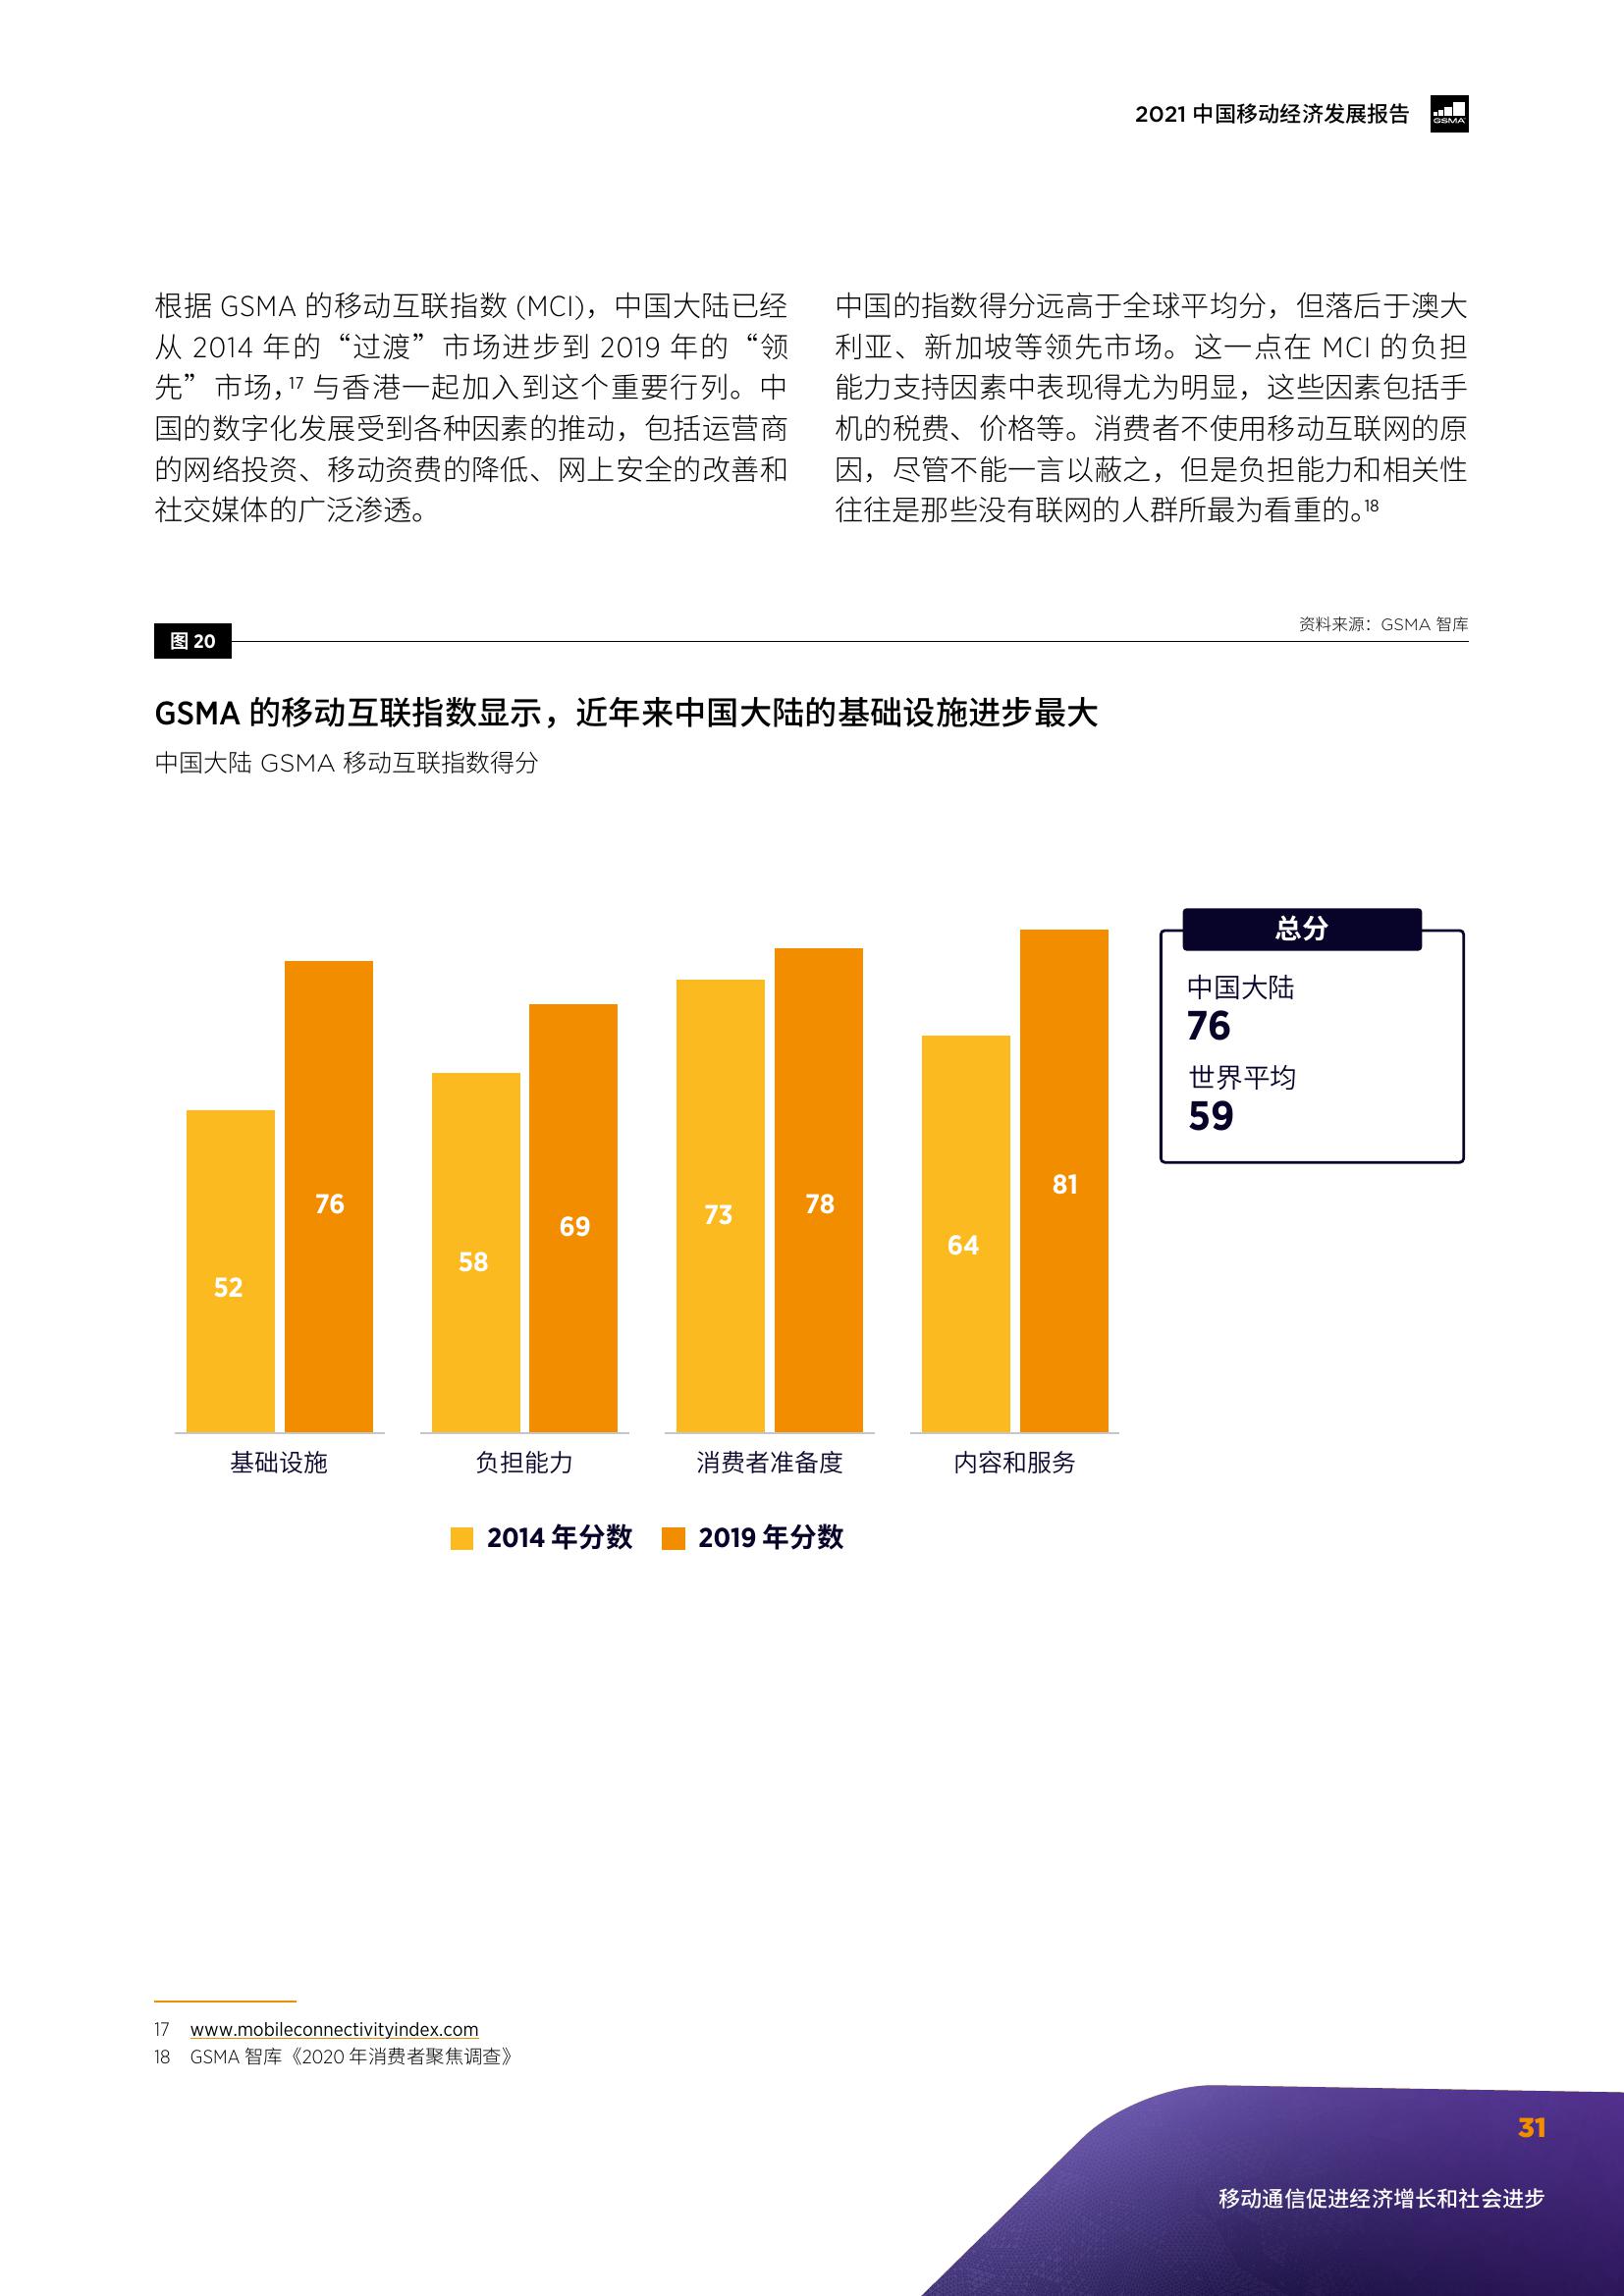 2021 中国移动经济发展报告
GSMA
根据 GSMA 的移动互联指数 (MCI)，中国大陆已经
从 2014 年的“过渡”市场进步到 2019 年的“领
先”市场，17 与香港一起加入到这个重要行列。中
国的数字化发展受到各种因素的推动，包括运营商
的网络投资、移动资费的降低、网上安全的改善和
社交媒体的广泛渗透。
中国的指数得分远高于全球平均分，但落后于澳大
利亚、新加坡等领先市场。这一点在 MCI 的负担
能力支持因素中表现得尤为明显，这些因素包括手
机的税费、价格等。消费者不使用移动互联网的原
因，尽管不能一言以蔽之，但是负担能力和相关性
往往是那些没有联网的人群所最为看重的。18
图 20
资料来源：GSMA 智库
GSMA 的移动互联指数显示，近年来中国大陆的基础设施进步最大
中国大陆 GSMA 移动互联指数得分
52
76
58
69
73
78
64
81
基础设施
负担能力
消费者准备度
内容和服务
2014 年分数
2019 年分数
总分
中国大陆
76
世界平均
59
17 www.mobileconnectivityindex.com
18 GSMA 智库《2020 年消费者聚焦调查》
31
移动通信促进经济增长和社会进步